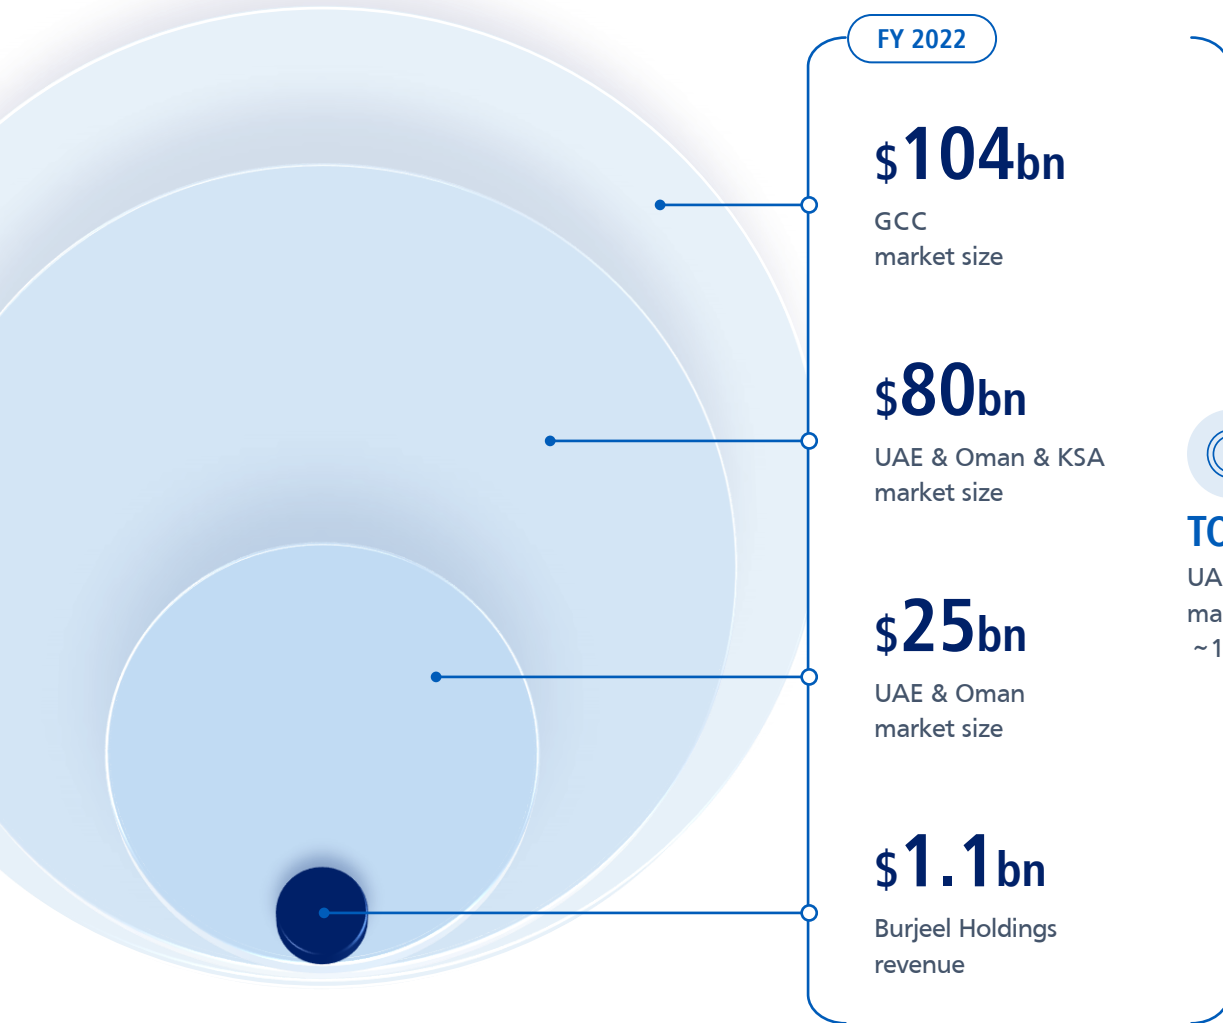 FY 2022
$104bn
GCC
market size
$80bn
UAE & Oman & KSA
market size
$25bn
UAE & Oman
market size
$1.1bn
Burjeel Holdings
revenue